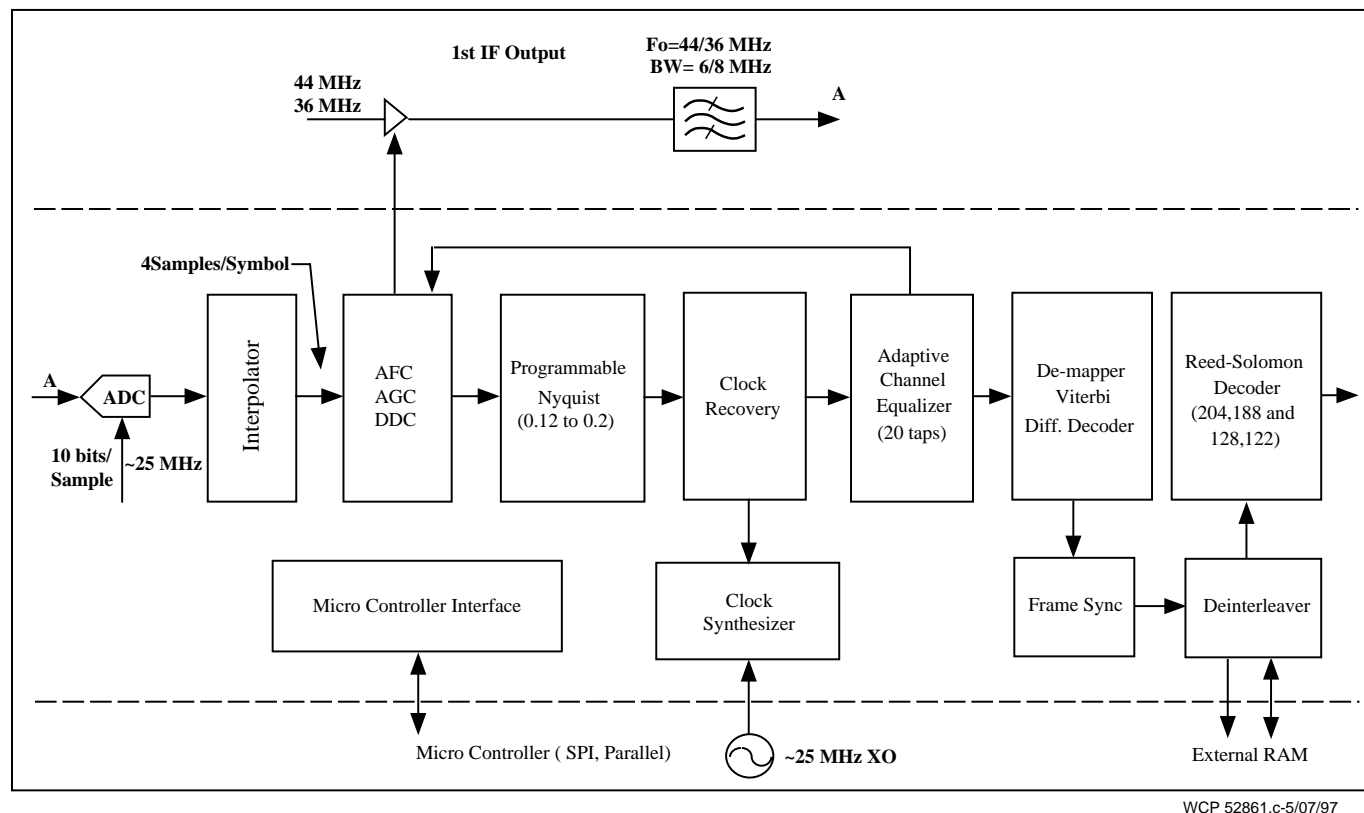 1st IF Output
Fo=44/36 MHz
BW= 6/8 MHz
44 MHz
36 MHz
A
4Samples/Symbol
A
ADC
10 bits/
Sample
~25 MHz
Interpolator
AFC
AGC
DDC
Programmable
Nyquist
(0.12 to 0.2)
Clock
Recovery
Adaptive
Channel
Equalizer
(20 taps)
De-mapper
Viterbi
Diff. Decoder
Reed-Solomon
Decoder
(204,188 and
128,122)
Micro Controller Interface
Clock
Synthesizer
Frame Sync
Deinterleaver
Micro Controller ( SPI, Parallel)
~25 MHz XO
External RAM
WCP 52861.c-5/07/97